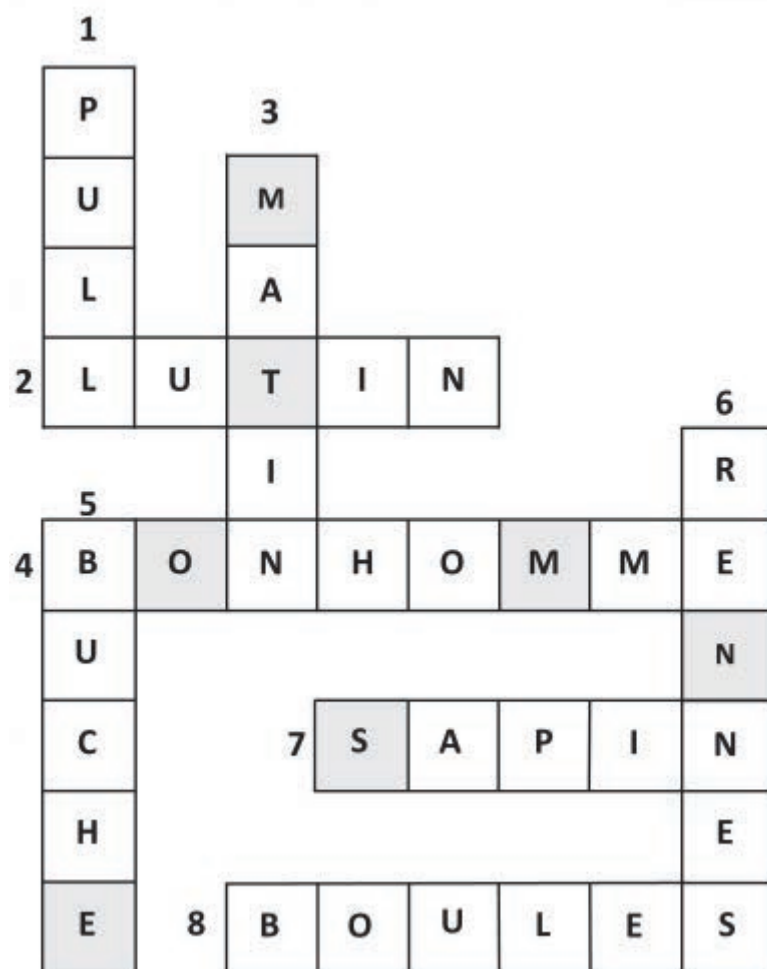 1
P 3
U M
L A
2 L U T I N
6
I R
5
4 B O N H O M M E
U N
C 7 S A P I N
H E
E 8 B O U L E S